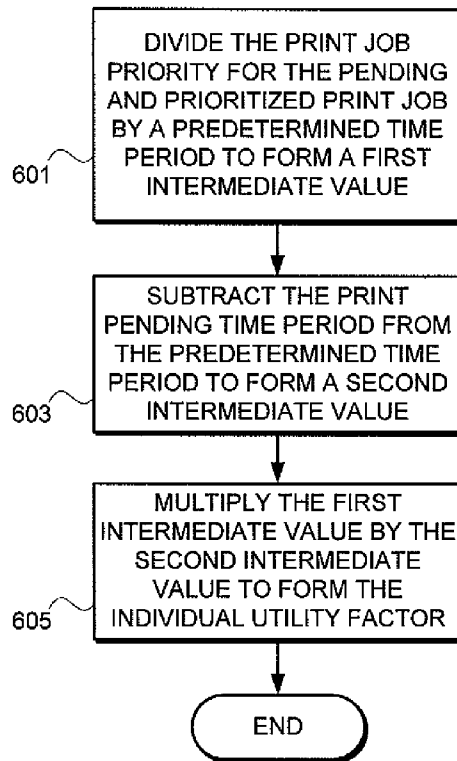 DIVIDE THE PRINT JOB
PRIORITY FOR THE PENDING
AND PRIORITIZED PRINT JOB
BY A PREDETERMINED TIME
PERIOD TO FORM A FIRST
INTERMEDIATE VALUE
601
SUBTRACT THE PRINT
PENDING TIME PERIOD FROM
THE PREDETERMINED TIME
PERIOD TO FORM A SECOND
INTERMEDIATE VALUE
603
MULTIPLY THE FIRST
INTERMEDIATE VALUE BY THE
SECOND INTERMEDIATE
VALUE TO FORM THE
INDIVIDUAL UTILITY FACTOR
605
END